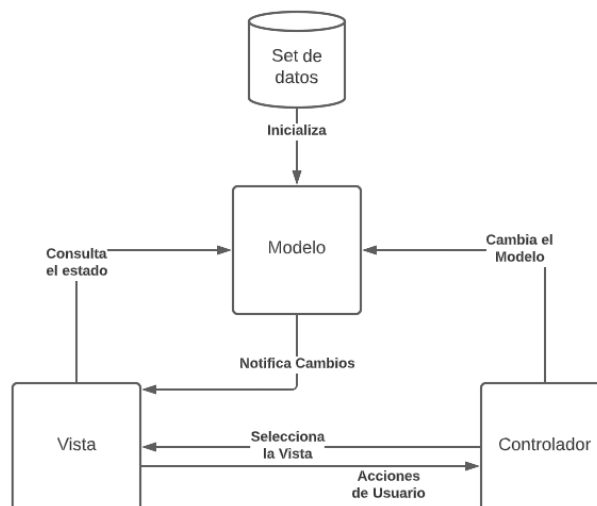 Set de
datos
Inicializa
Modelo
Consulta
el estado
Cambia el
Modelo
Notifica Cambios
Vista
Selecciona
la Vista
Controlador
Acciones
de Usuario